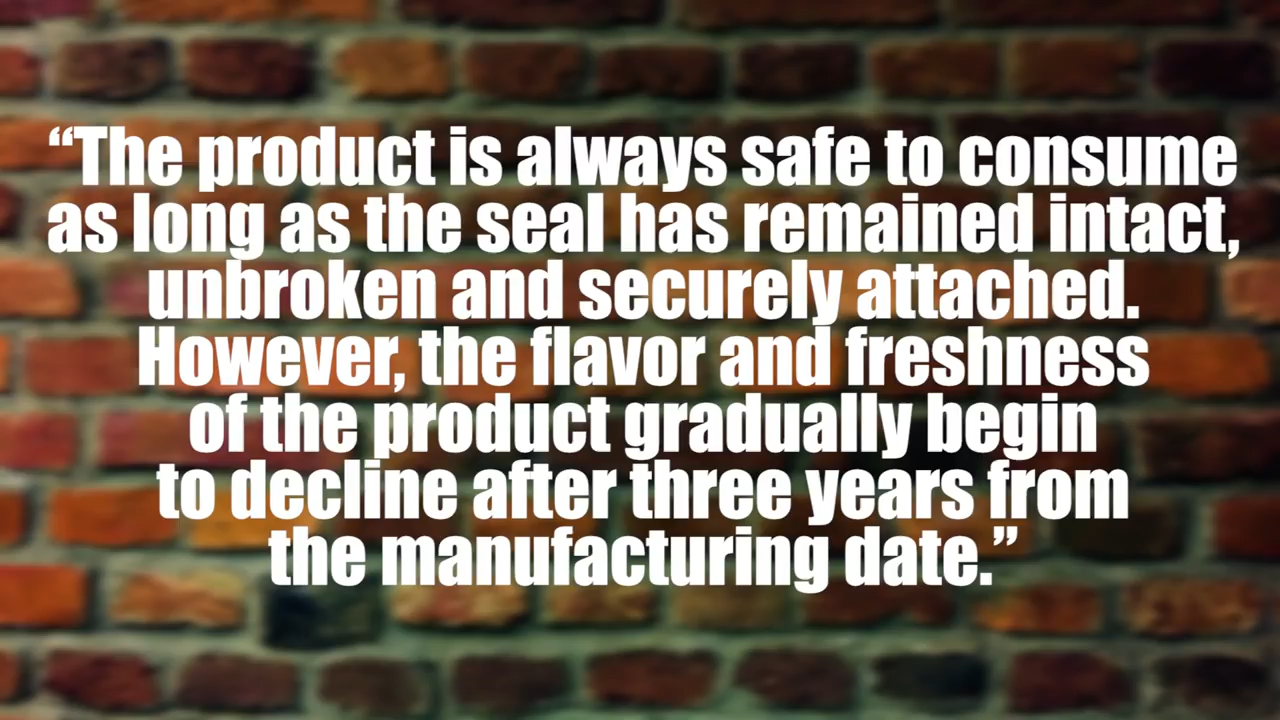 “The product is always safe to consume
as long as the seal has remained intact,
unbroken and securely attached.
However, the flavor and freshness
of the product gradually begin
to decline after three years from
the manufacturing date.”